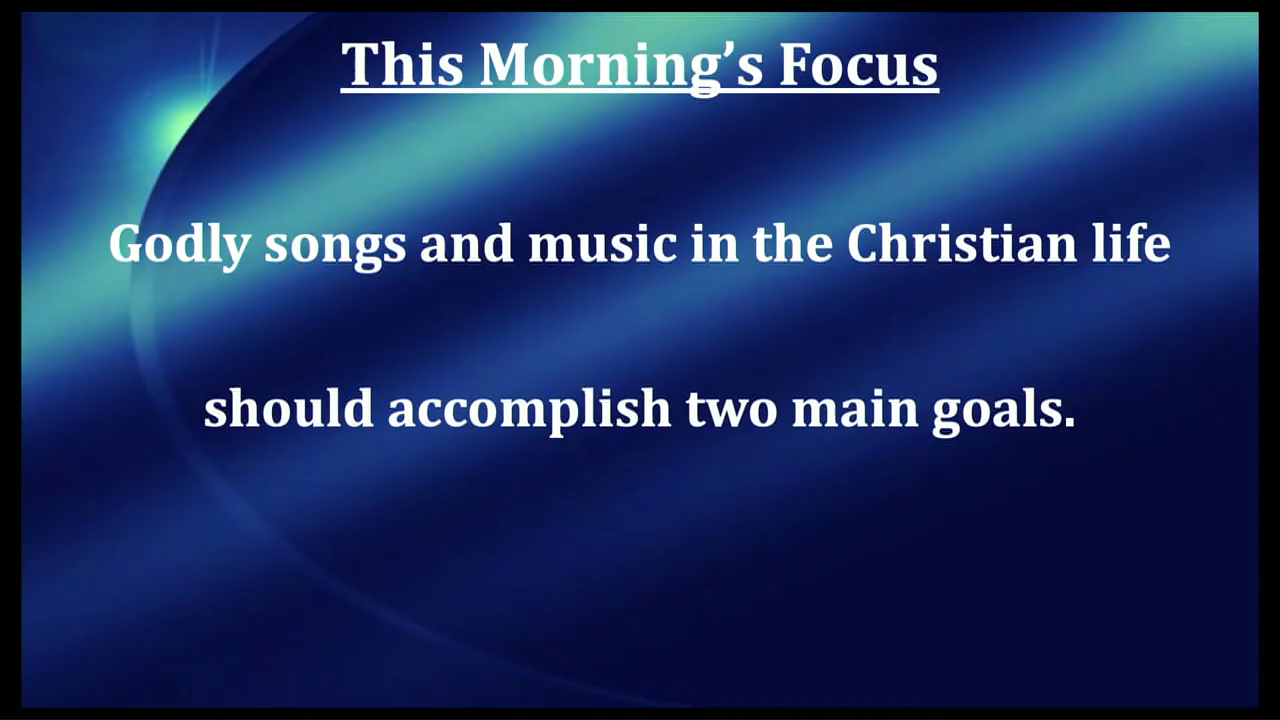 This Morning’s Focus
Godly songs and music in the Christian life
should accomplish two main goals.